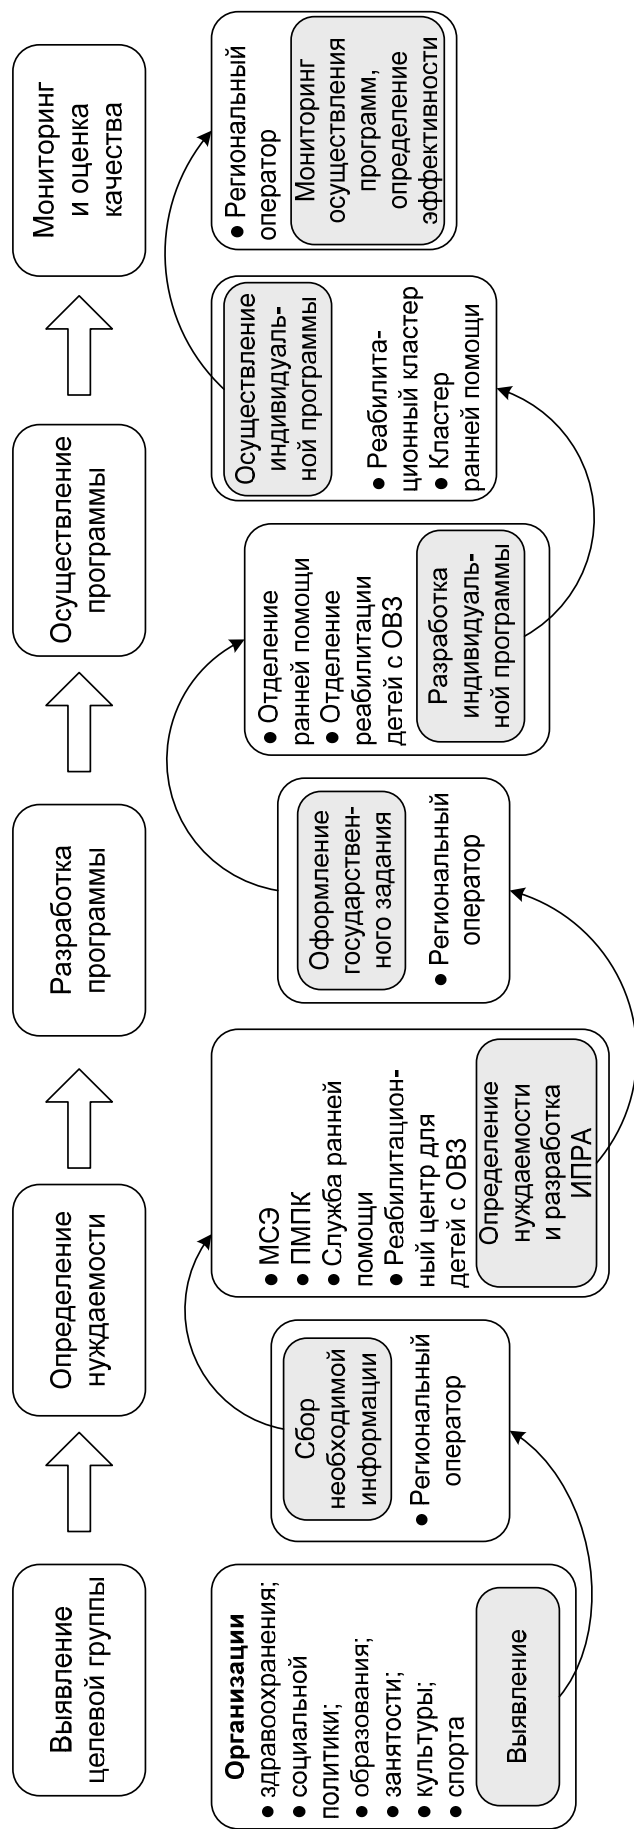 Выявление
целевой группы
Определение
нуждаемости
Разработка
программы
Осуществление
программы
Мониторинг
и оценка
качества
Организации
● здравоохранения;
● социальной
политики;
● образования;
● занятости;
● культуры;
● спорта
Выявление
Сбор
необходимой
информации
● Региональный
оператор
● МСЭ
● ПМПК
● Служба ранней
помощи
● Реабилитацион-
ный центр для
детей с ОВЗ
Определение
нуждаемости
и разработка
ИПРА
Оформление
государствен-
ного задания
● Региональный
оператор
● Отделение
ранней помощи
● Отделение
реабилитации
детей с ОВЗ
Разработка
индивидуаль-
ной программы
Осуществление
индивидуаль-
ной программы
● Реабилита-
ционный кластер
● Кластер
ранней помощи
● Региональный
оператор
Мониторинг
осуществления
программ,
определение
эффективности